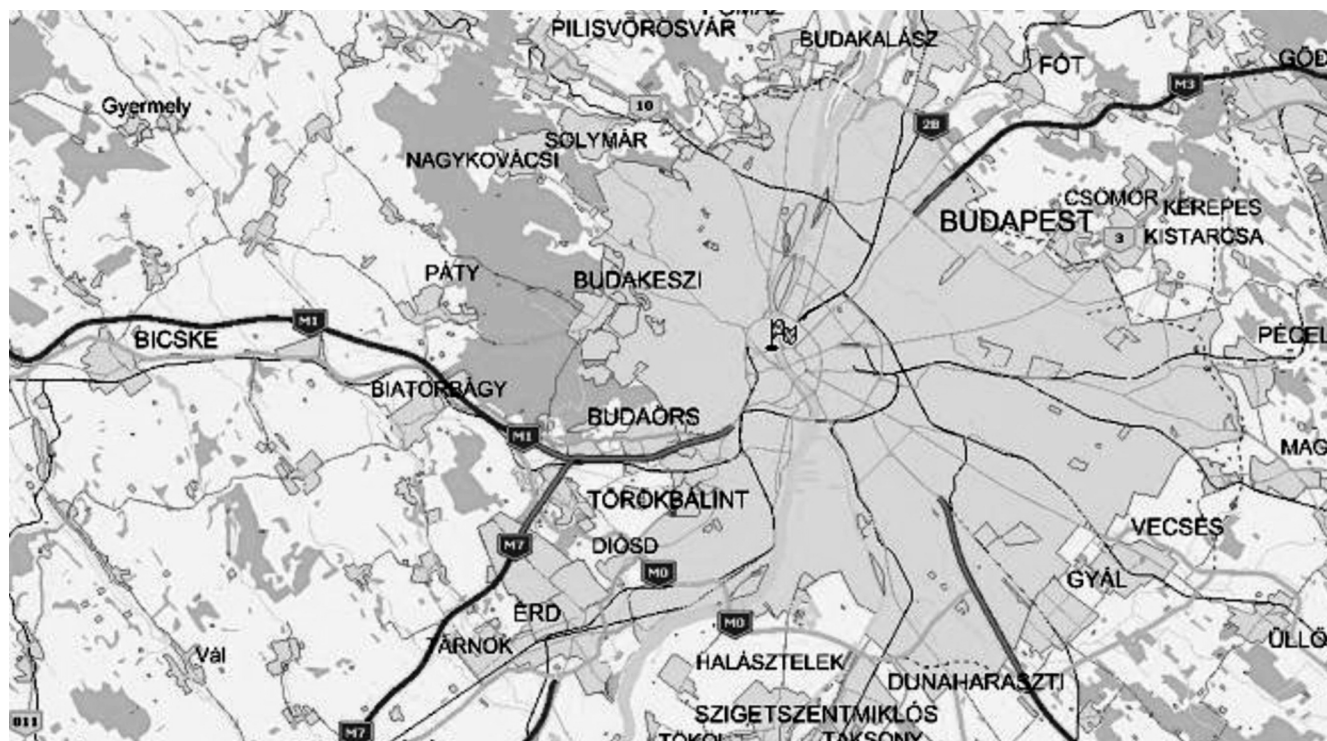 PILISVÖRÖSVÁR
BUDAKALÁSZ
FÓT
M3
Gyermely
10
2B
SOLYMÁR
NAGYKOVÁCSI
CSÖMÖR
KEREPES
BUDAPEST
3
KISTARCSA
PÁTY
BUDAKESZI
M1
BICSKE
PÉCEL
BIATORBÁGY
BUDAÖRS
M1
MAG
TÖRÖKBÁLINT
VECSÉS
M7
DIÓSD
M0
GYÁL
ÉRD
M0
TÁRNOK
ÜLLŐ
Vál
HALÁSZTELEK
DUNAHARASZTI
811
M7
SZIGETSZENTMIKLÓS
TAKSONY